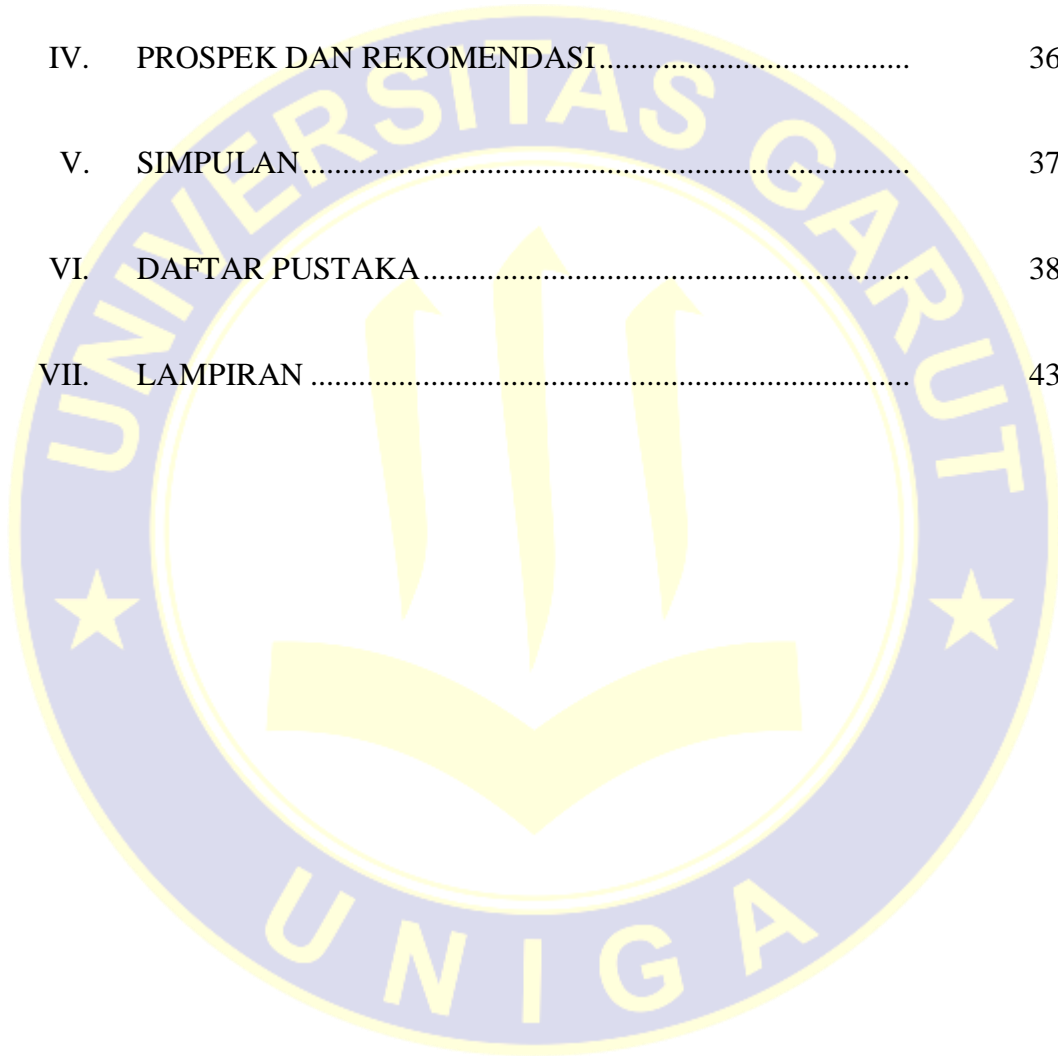 IV. PROSPEK DAN REKOMENDASI....................................... 36
V. SIMPULAN............................................................................ 37
VI. DAFTAR PUSTAKA............................................................. 38
VII. LAMPIRAN ........................................................................... 43
UNIVERSITAS GARUT
UNIGA